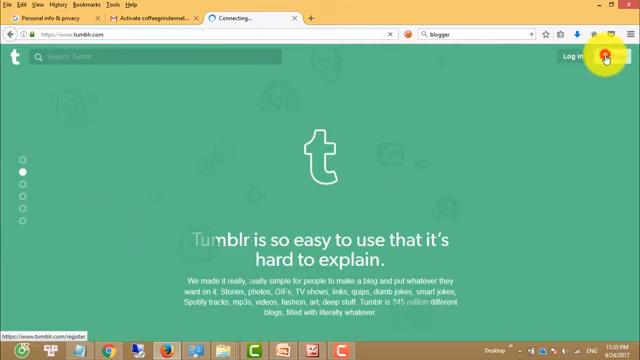 File Edit View History Bookmarks Tools Help
Personal info & privacy
Activate coffeegrindermel...
Connecting...
https://www.tumblr.com
blogger
t
Search Tumblr
Log in
t
Tumblr is so easy to use that it's
hard to explain.
We made it really, really simple for people to make a blog and put whatever they
want on it. Stories, photos, GIFs, TV shows, links, quips, dumb jokes, smart jokes,
Spotify tracks, mp3s, videos, fashion, art, deep stuff. Tumblr is 345 million different
blogs, filled with literally whatever.
https://www.tumblr.com/register
Desktop
11:35 PM
4/24/2017